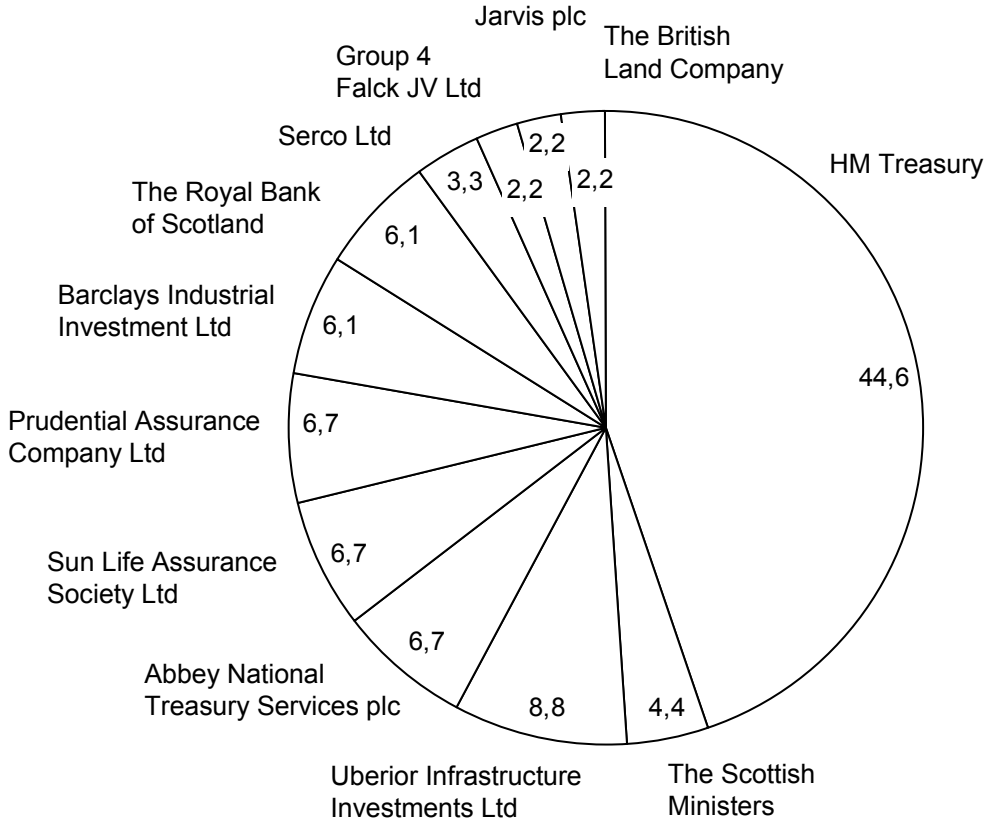 Jarvis plc
The British
Land Company
Group 4
Falck JV Ltd
Serco Ltd
HM Treasury
The Royal Bank
of Scotland
Barclays Industrial
Investment Ltd
Prudential Assurance
Company Ltd
Sun Life Assurance
Society Ltd
Abbey National
Treasury Services plc
Uberior Infrastructure
Investments Ltd
The Scottish
Ministers
2,2
2,2
2,2
3,3
6,1
6,1
6,7
6,7
6,7
8,8
4,4
44,6